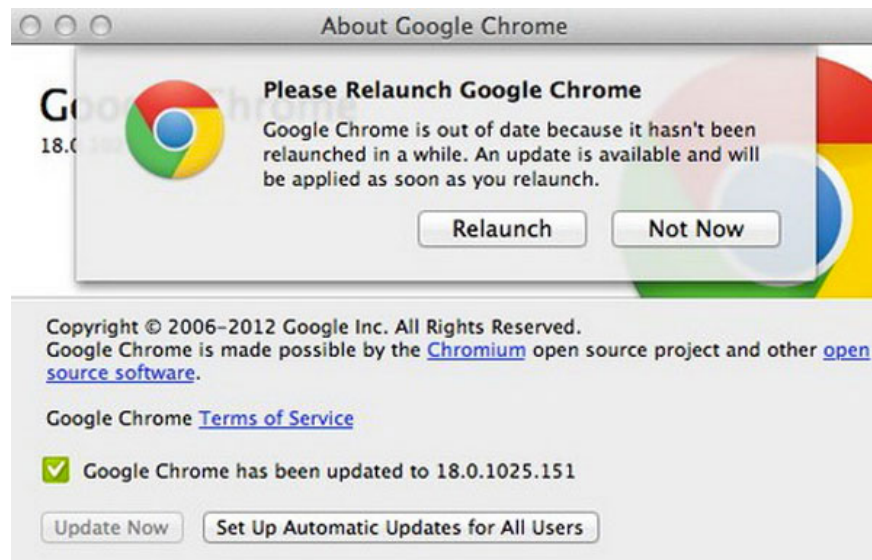 About Google Chrome
Please Relaunch Google Chrome
Google Chrome is out of date because it hasn't been
relaunched in a while. An update is available and will
be applied as soon as you relaunch.
Relaunch Not Now
Google Chrome
18.0
Copyright © 2006-2012 Google Inc. All Rights Reserved.
Google Chrome is made possible by the Chromium open source project and other open
source software.
Google Chrome Terms of Service
Google Chrome has been updated to 18.0.1025.151
Update Now Set Up Automatic Updates for All Users